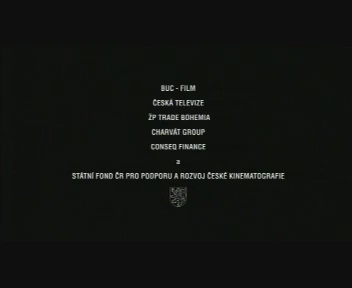 BUC - FILM
ČESKÁ TELEVIZE
ŽP TRADE BOHEMIA
CHARVÁT GROUP
CONSEQ FINANCE
a
STÁTNÍ FOND ČR PRO PODPORU A ROZVOJ ČESKÉ KINEMATOGRAFIE